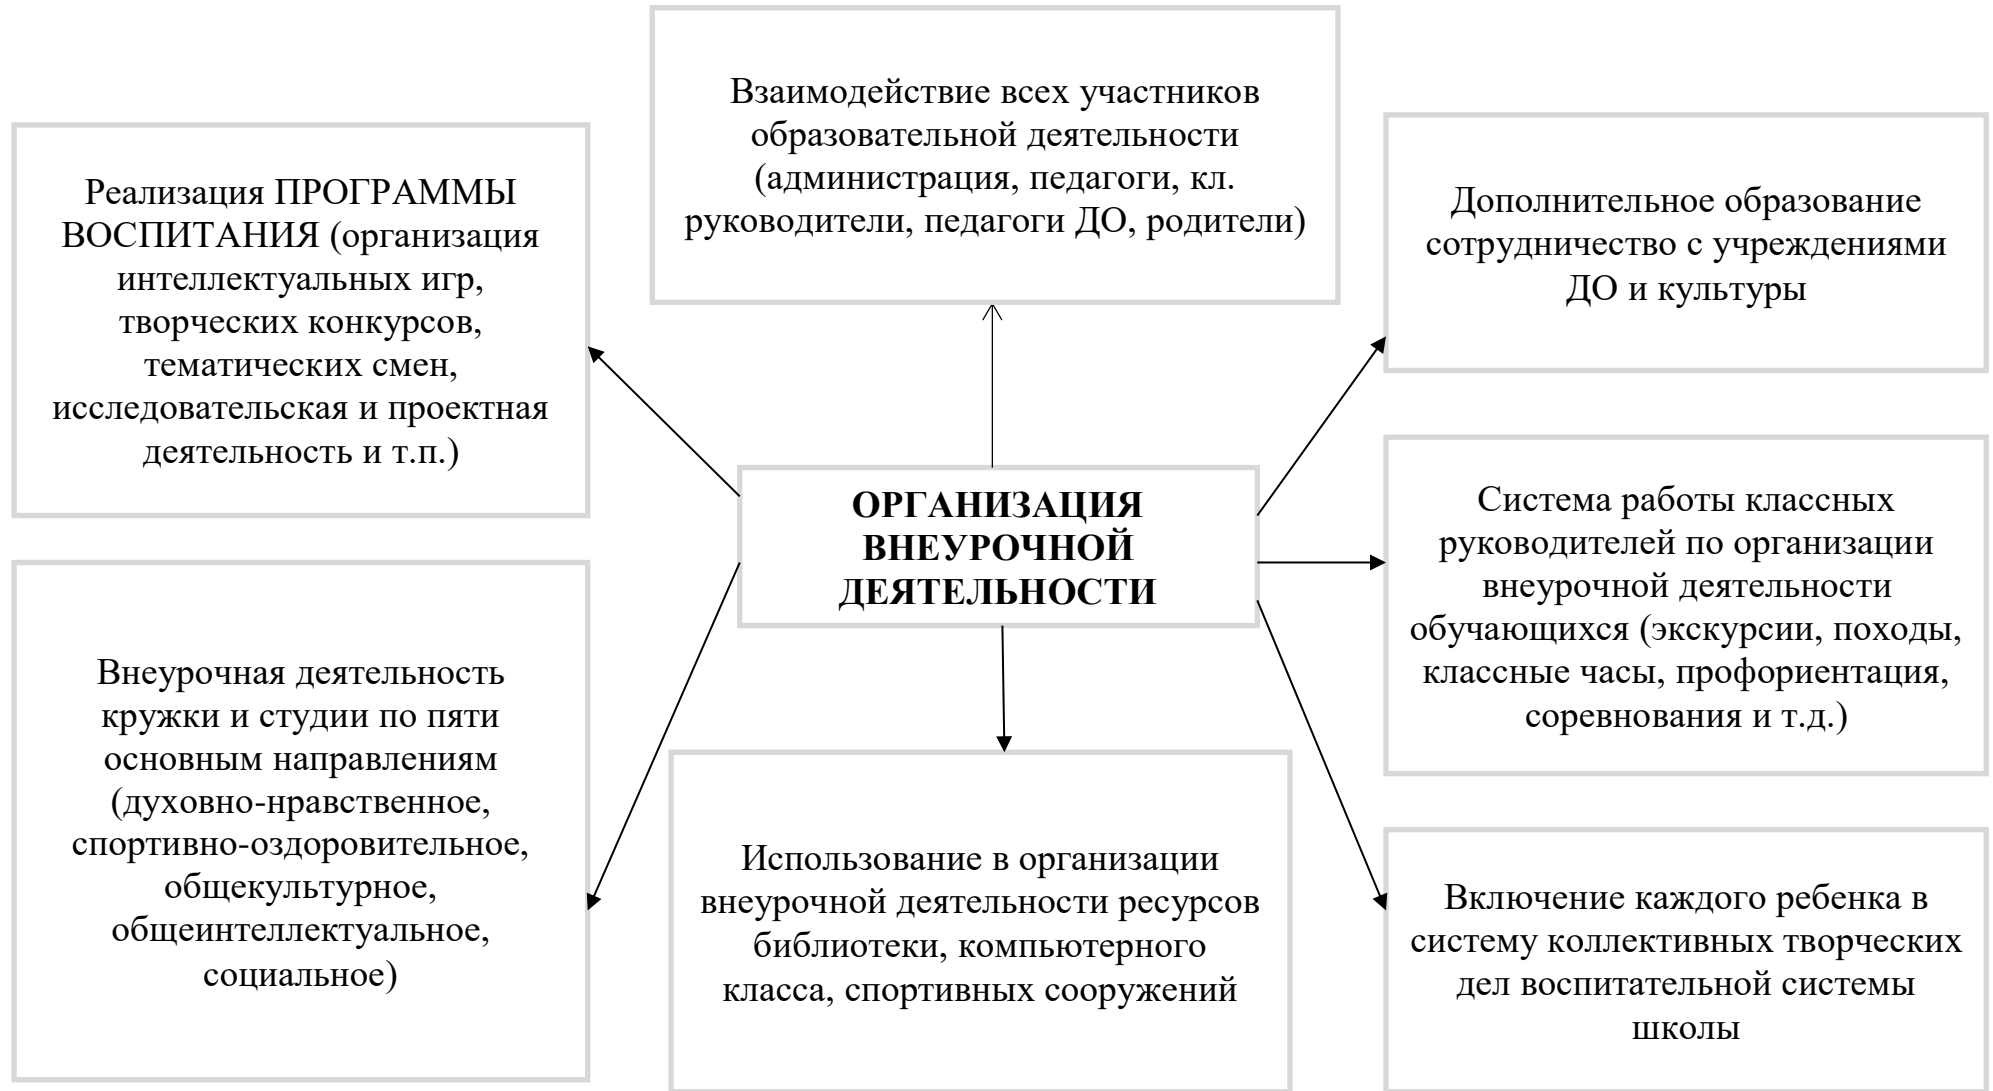 Взаимодействие всех участников
образовательной деятельности
(администрация, педагоги, кл.
руководители, педагоги ДО, родители)
Реализация ПРОГРАММЫ
ВОСПИТАНИЯ (организация
интеллектуальных игр,
творческих конкурсов,
тематических смен,
исследовательская и проектная
деятельность и т.п.)
Дополнительное образование
сотрудничество с учреждениями
ДО и культуры
ОРГАНИЗАЦИЯ
ВНЕУРОЧНОЙ
ДЕЯТЕЛЬНОСТИ
Система работы классных
руководителей по организации
внеурочной деятельности
обучающихся (экскурсии, походы,
классные часы, профориентация,
соревнования и т.д.)
Внеурочная деятельность
кружки и студии по пяти
основным направлениям
(духовно-нравственное,
спортивно-оздоровительное,
общекультурное,
общеинтеллектуальное,
социальное)
Использование в организации
внеурочной деятельности ресурсов
библиотеки, компьютерного
класса, спортивных сооружений
Включение каждого ребенка в
систему коллективных творческих
дел воспитательной системы
школы